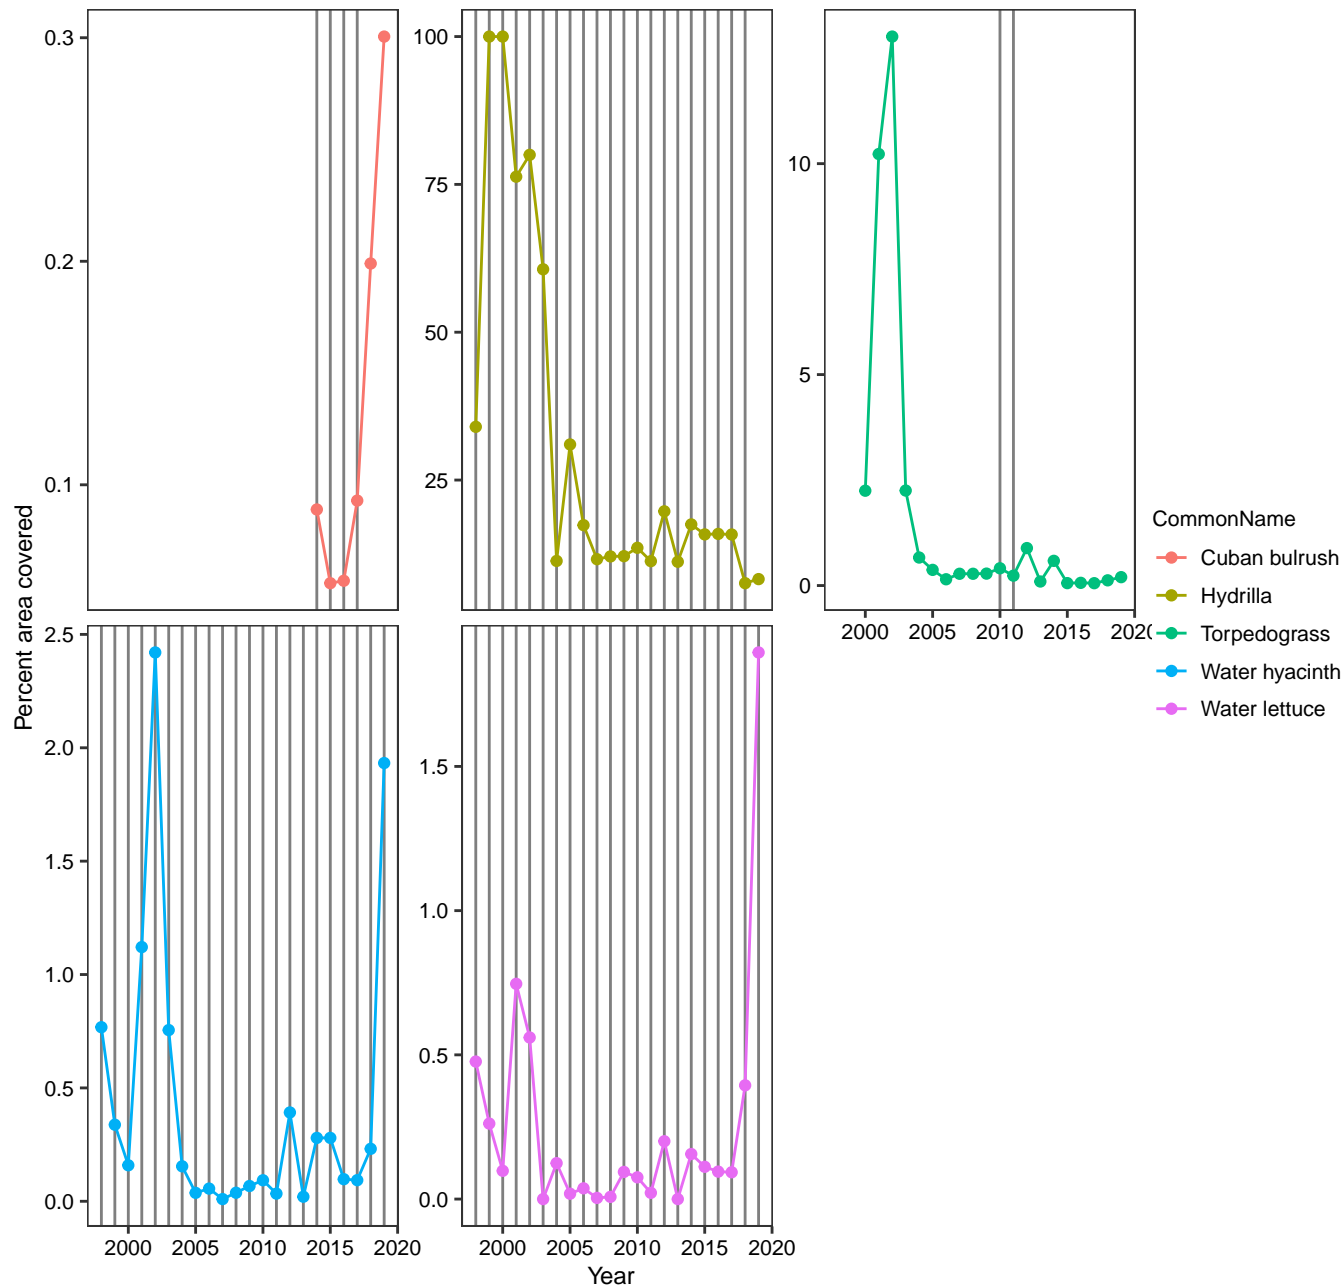 Percent area covered
0.3
0.2
0.1
100
75
50
25
10
5
0
2000 2005 2010 2015 2020
2.5
2.0
1.5
1.0
0.5
0.0
2000 2005 2010 2015 2020
1.5
1.0
0.5
0.0
2000 2005 2010 2015 2020
Year
CommonName
Cuban bulrush
Hydrilla
Torpedograss
Water hyacinth
Water lettuce